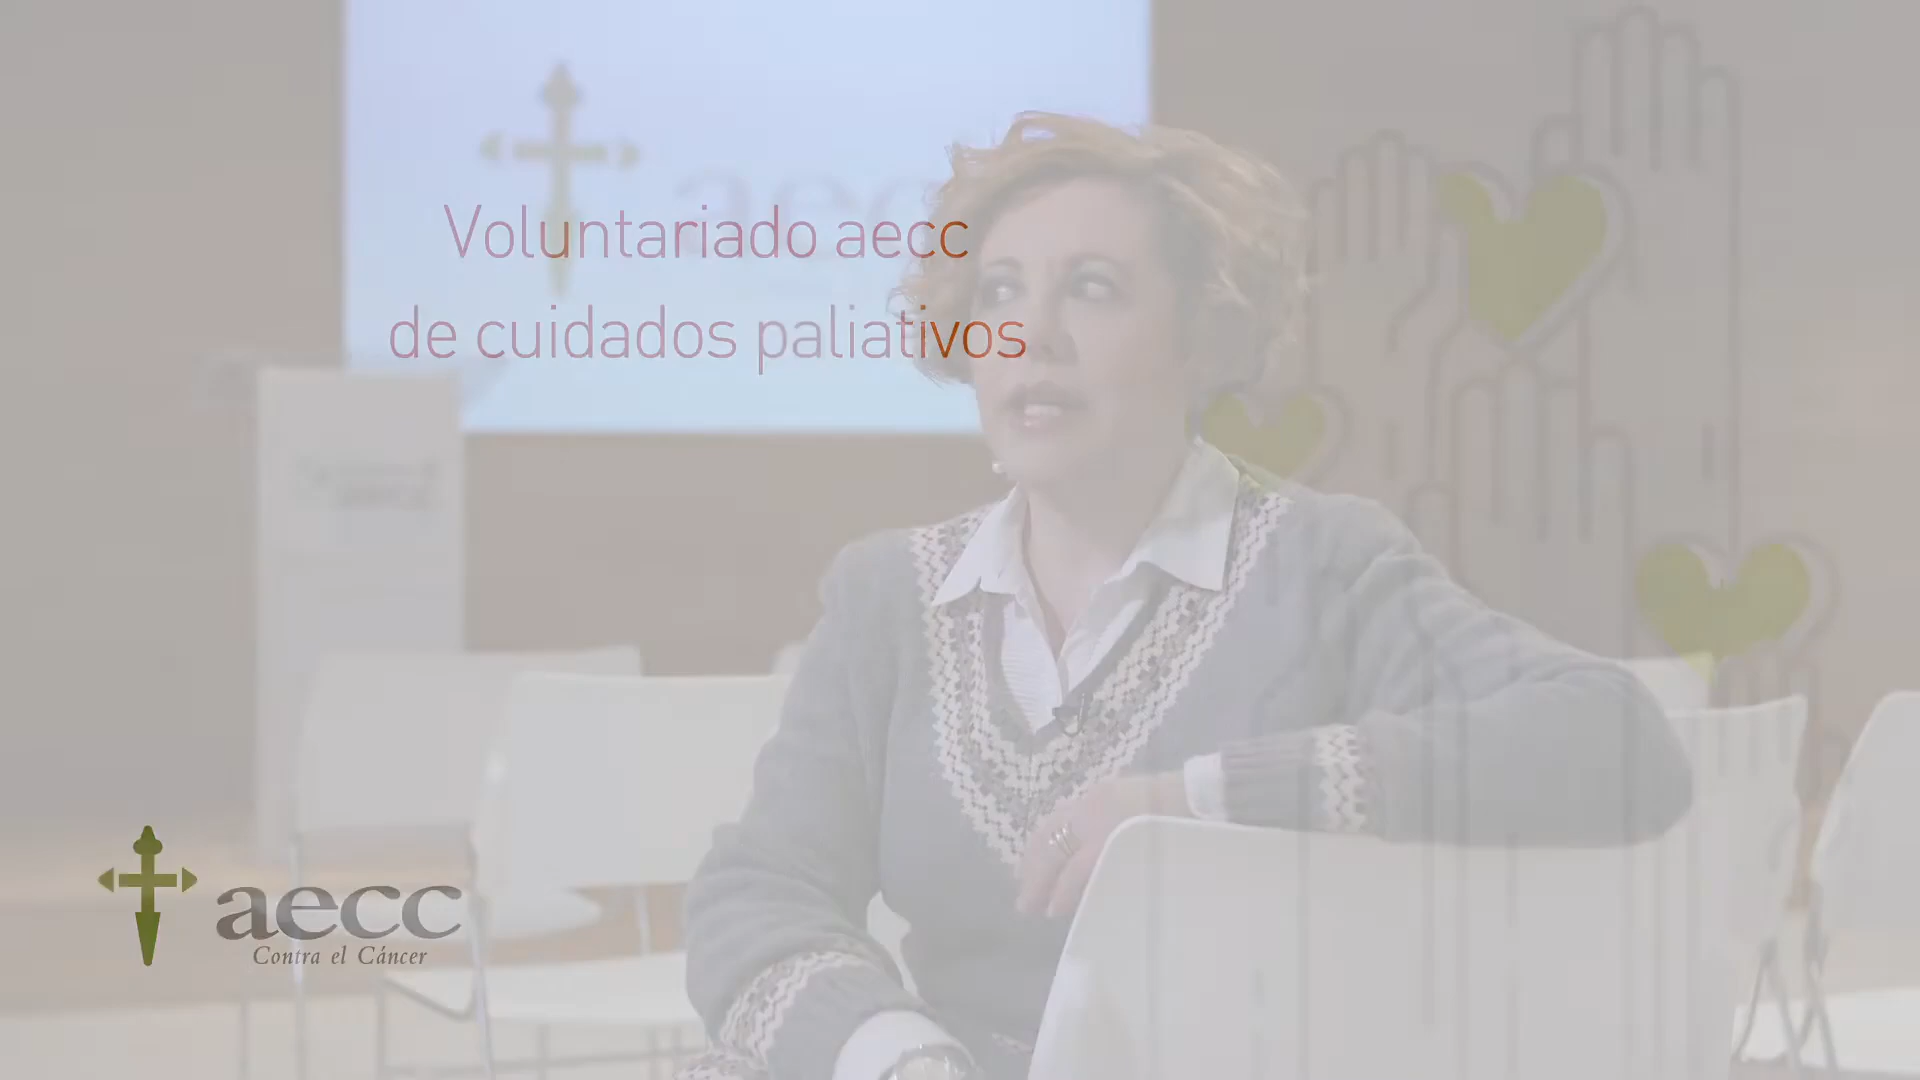 Voluntariado aecc
de cuidados paliativos
aecc
Contra el Cáncer